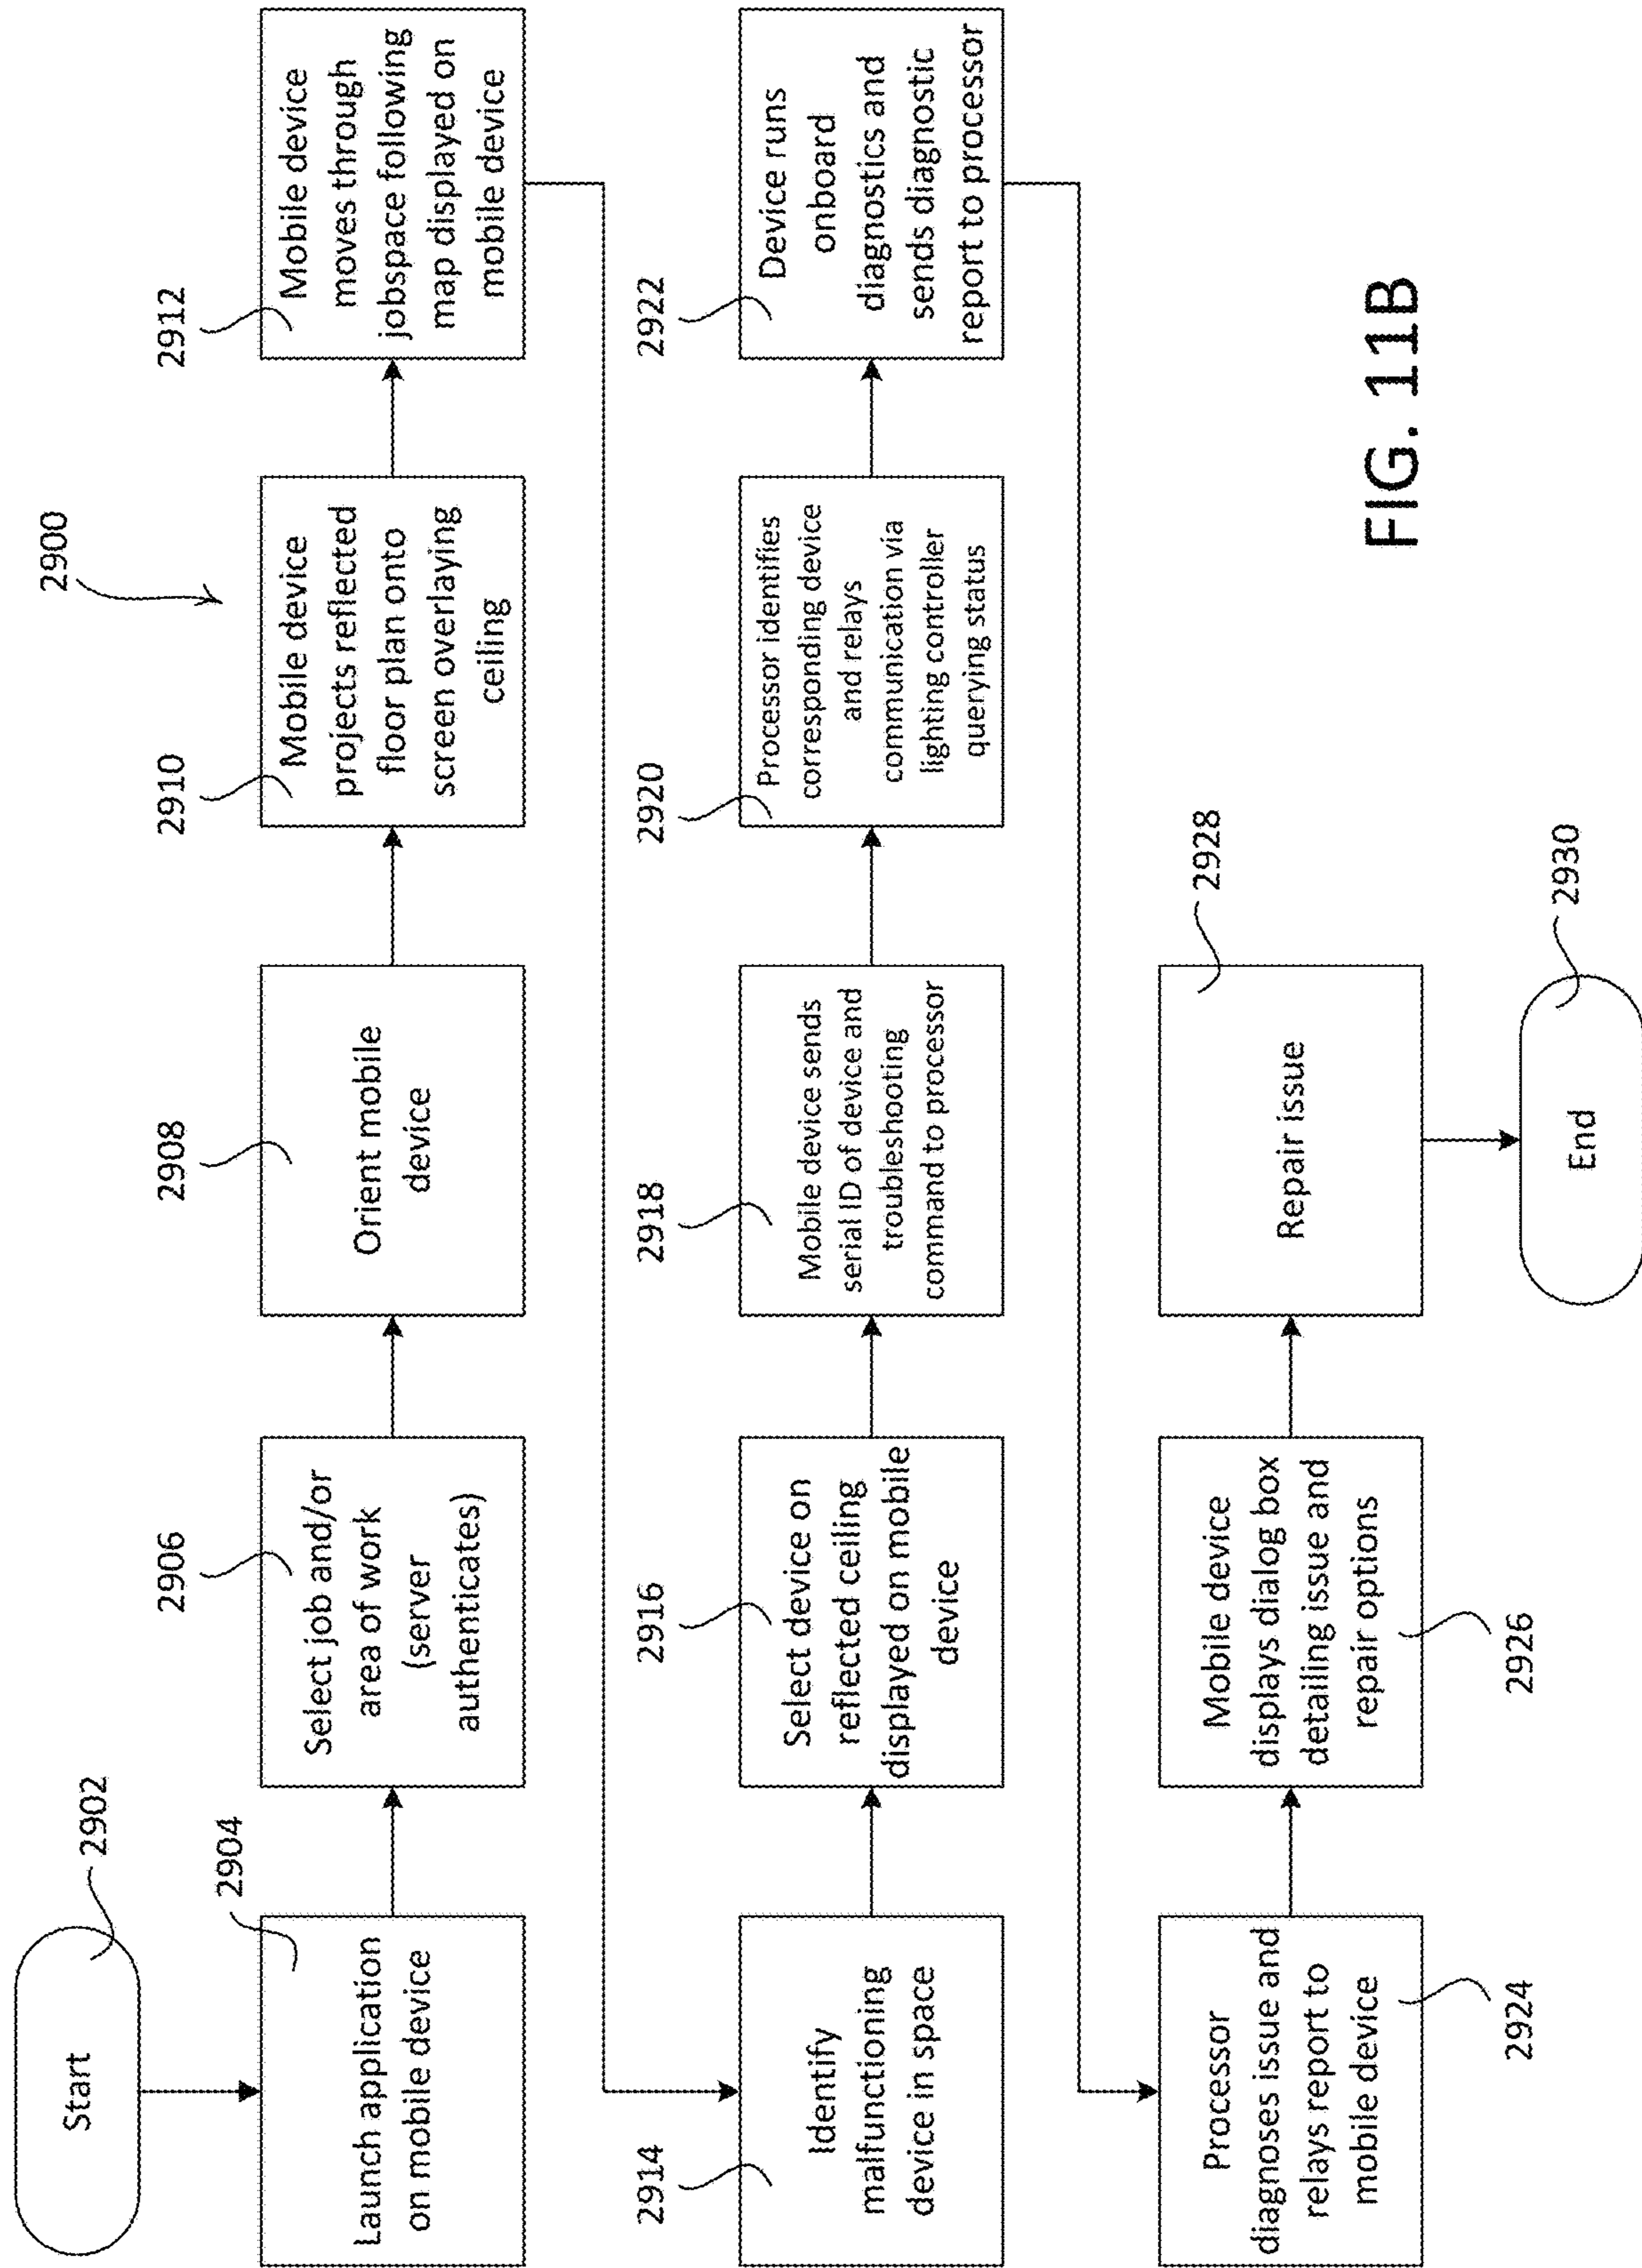 2900
Start
2902
Launch application
on mobile device
2904
Select job and/or
area of work
(server
authenticates)
2906
Orient mobile
device
2908
Mobile device
projects reflected
floor plan onto
screen overlaying
ceiling
2910
Mobile device
moves through
jobspace following
map displayed on
mobile device
2912
Identify
malfunctioning
device in space
2914
Select device on
reflected ceiling
displayed on mobile
device
2916
Mobile device sends
serial ID of device and
troubleshooting
command to processor
2918
Processor identifies
corresponding device
and relays
communication via
lighting controller
querying status
2920
Device runs
onboard
diagnostics and
sends diagnostic
report to processor
2922
Processor
diagnoses issue and
relays report to
mobile device
2924
Mobile device
displays dialog box
detailing issue and
repair options
2926
Repair issue
2928
End
2930
FIG. 11B